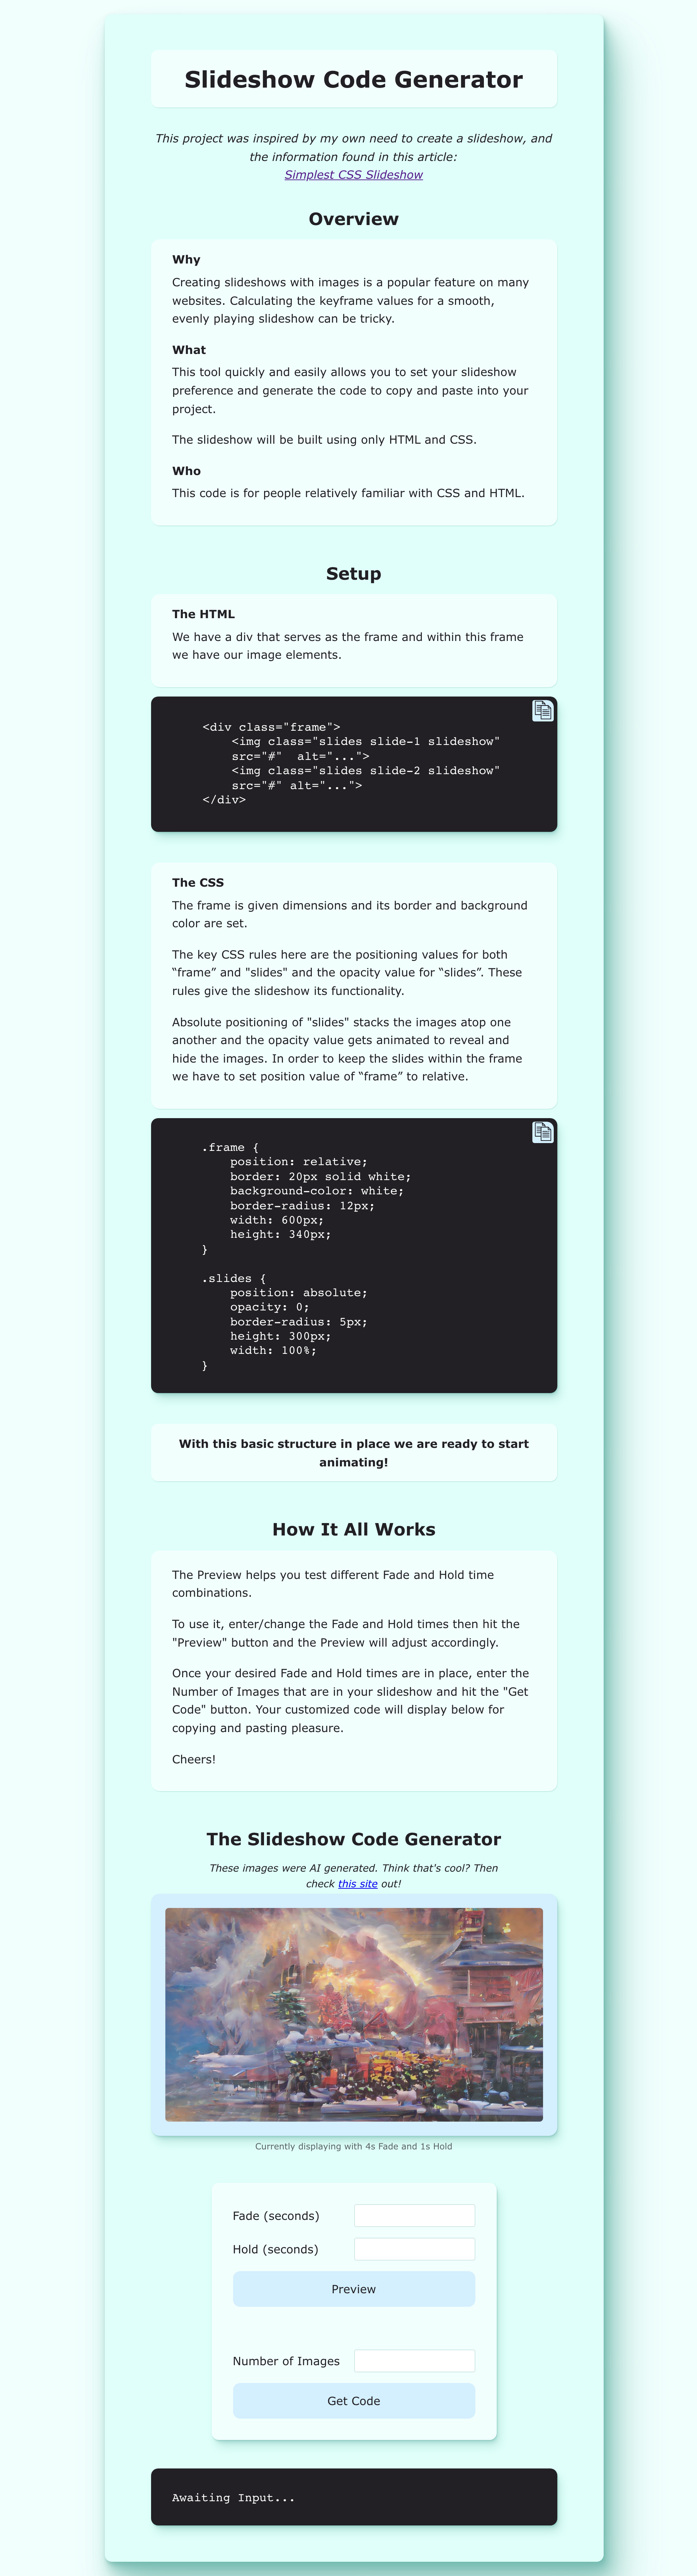 Slideshow Code Generator
This project was inspired by my own need to create a slideshow, and
the information found in this article:
Simplest CSS Slideshow
Overview
Why
Creating slideshows with images is a popular feature on many
websites. Calculating the keyframe values for a smooth,
evenly playing slideshow can be tricky.
What
This tool quickly and easily allows you to set your slideshow
preference and generate the code to copy and paste into your
project.
The slideshow will be built using only HTML and CSS.
Who
This code is for people relatively familiar with CSS and HTML.
Setup
The HTML
We have a div that serves as the frame and within this frame
we have our image elements.
<div class="frame">
    <img class="slides slide-1 slideshow"
    src="#"  alt="...">
    <img class="slides slide-2 slideshow"
    src="#" alt="...">
</div>
The CSS
The frame is given dimensions and its border and background
color are set.
The key CSS rules here are the positioning values for both
“frame” and "slides" and the opacity value for “slides”. These
rules give the slideshow its functionality.
Absolute positioning of "slides" stacks the images atop one
another and the opacity value gets animated to reveal and
hide the images. In order to keep the slides within the frame
we have to set position value of “frame” to relative.
.frame {
    position: relative;
    border: 20px solid white;
    background-color: white;
    border-radius: 12px;
    width: 600px;
    height: 340px;
}
.slides {
    position: absolute;
    opacity: 0;
    border-radius: 5px;
    height: 300px;
    width: 100%;
}
With this basic structure in place we are ready to start
animating!
How It All Works
The Preview helps you test different Fade and Hold time
combinations.
To use it, enter/change the Fade and Hold times then hit the
"Preview" button and the Preview will adjust accordingly.
Once your desired Fade and Hold times are in place, enter the
Number of Images that are in your slideshow and hit the "Get
Code" button. Your customized code will display below for
copying and pasting pleasure.
Cheers!
The Slideshow Code Generator
These images were AI generated. Think that's cool? Then
check this site out!
Currently displaying with 4s Fade and 1s Hold
Fade (seconds)
Hold (seconds)
Preview
Number of Images
Get Code
Awaiting Input...